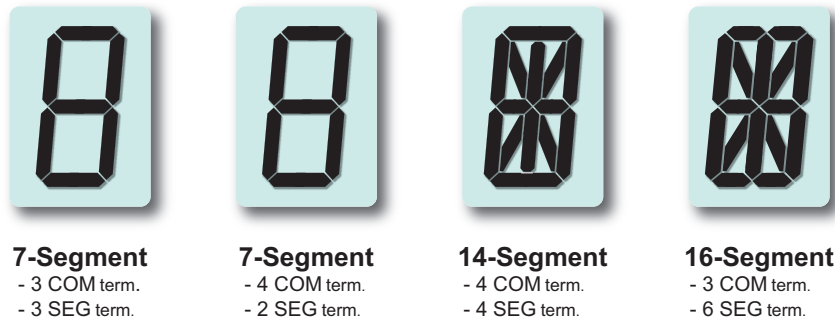 7-Segment
- 3 COM term.
- 3 SEG term.
7-Segment
- 4 COM term.
- 2 SEG term.
14-Segment
- 4 COM term.
- 4 SEG term.
16-Segment
- 3 COM term.
- 6 SEG term.